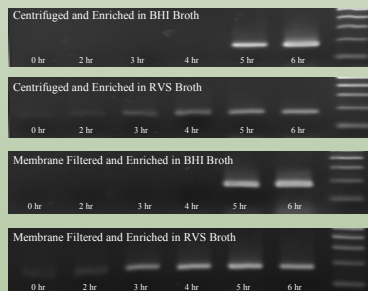 Centrifuged and Enriched in BHI Broth
0 hr 2 hr 3 hr 4 hr 5 hr 6 hr
Centrifuged and Enriched in RVS Broth
0 hr 2 hr 3 hr 4 hr 5 hr 6 hr
Membrane Filtered and Enriched in BHI Broth
0 hr 2 hr 3 hr 4 hr 5 hr 6 hr
Membrane Filtered and Enriched in RVS Broth
0 hr 2 hr 3 hr 4 hr 5 hr 6 hr